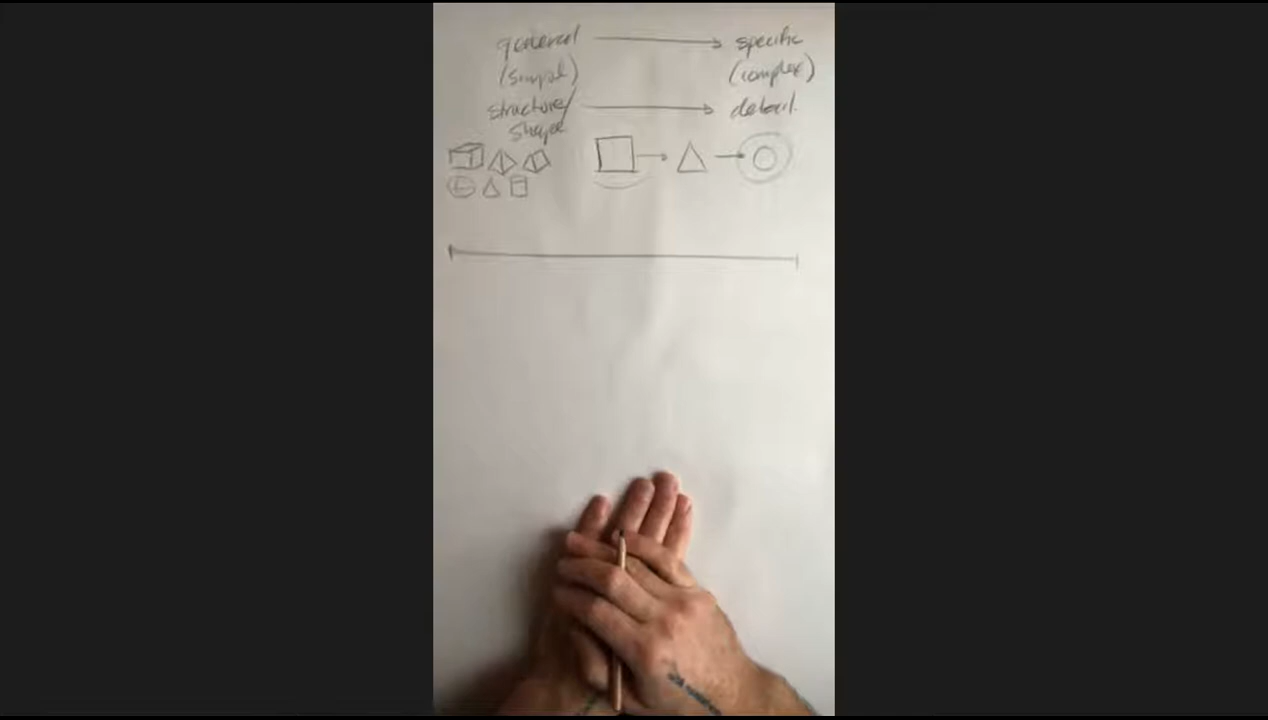 general specific
(simple) (complex)
structure/ detail.
shape